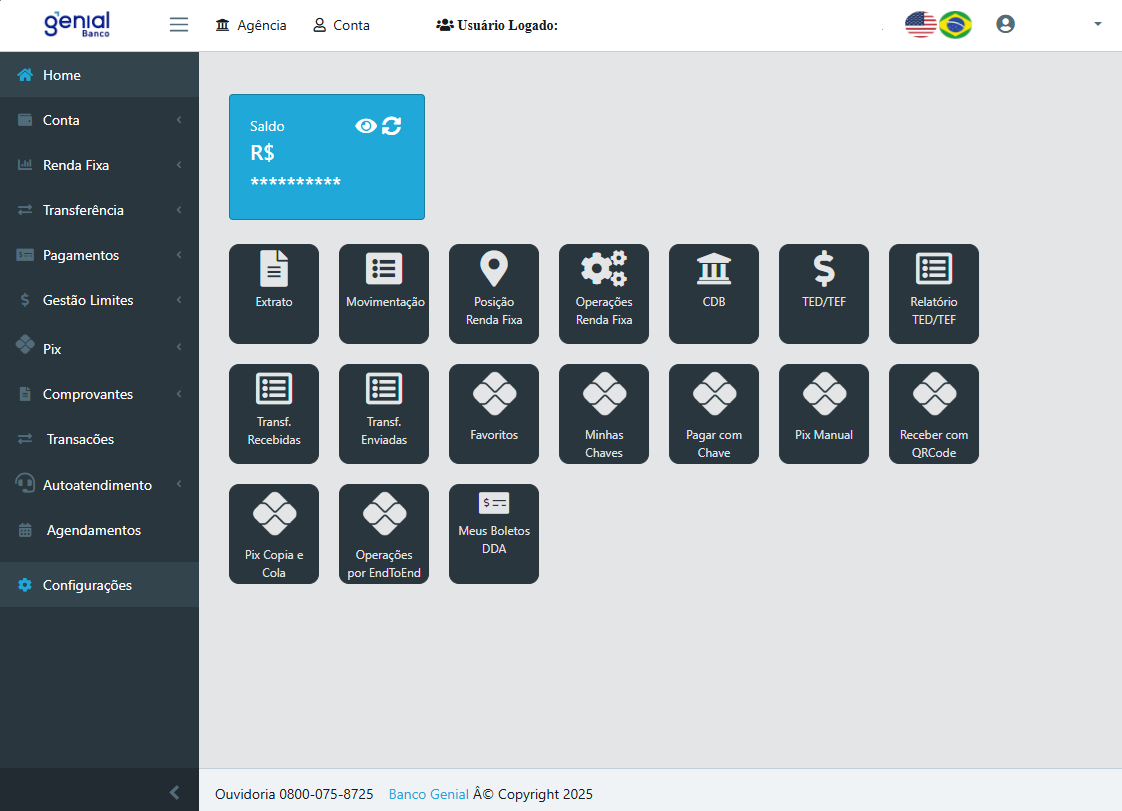 genial
Banco
Agência
Conta
Usuário Logado:
Home
Conta
Renda Fixa
Transferência
Pagamentos
Gestão Limites
Pix
Comprovantes
Transacões
Autoatendimento
Agendamentos
Configurações
Saldo
R$
**********
Extrato
Movimentação
Posição
Renda Fixa
Operações
Renda Fixa
CDB
TED/TEF
Relatório
TED/TEF
Transf.
Recebidas
Transf.
Enviadas
Favoritos
Minhas
Chaves
Pagar com
Chave
Pix Manual
Receber com
QRCode
Pix Copia e
Cola
Operações
por EndToEnd
Meus Boletos
DDA
Ouvidoria 0800-075-8725 Banco Genial Â© Copyright 2025